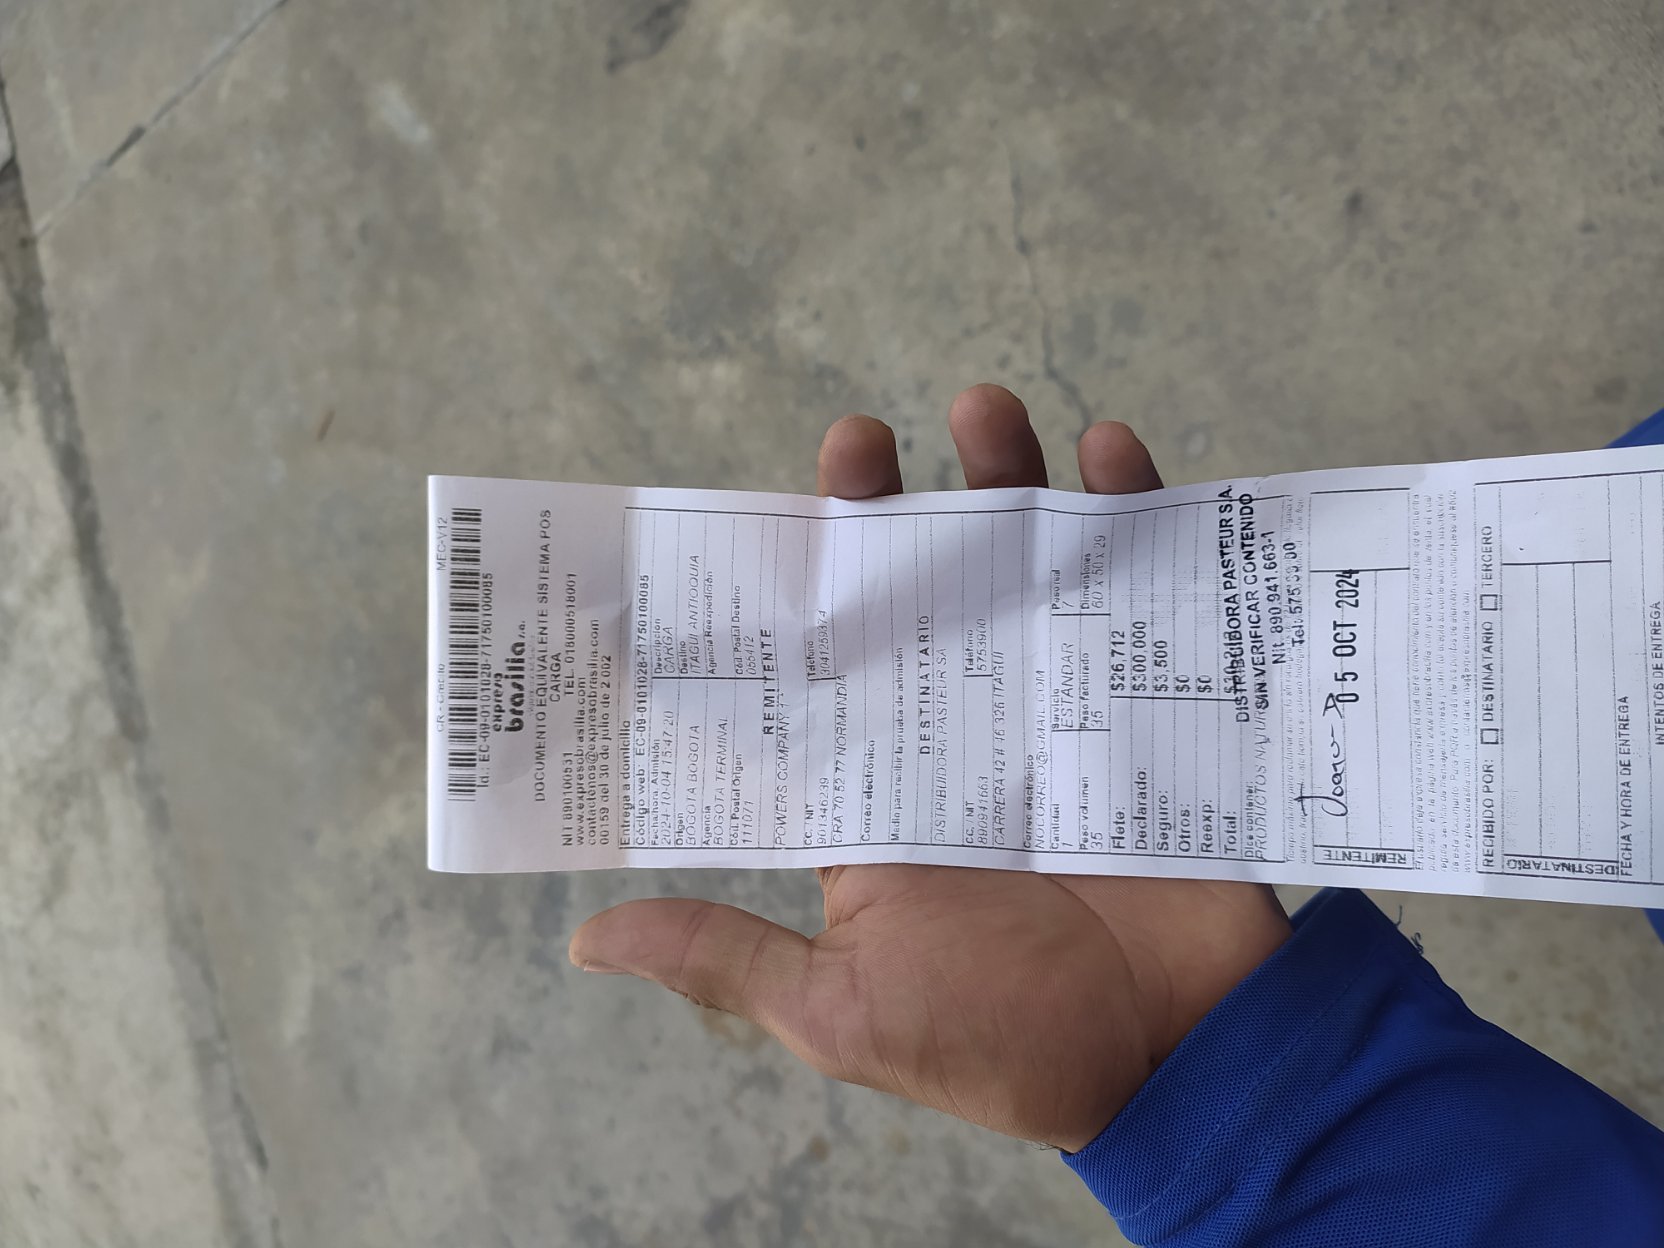 CR - Crédito MEC-V12
Id.: EC-09-0101028-71750100085
expreso
brasilia s.a.
DOCUMENTO EQUIVALENTE SISTEMA POS
CARGA
NIT 890100531 TEL. 018000518001
www.expresobrasilia.com
contactenos@expresobrasilia.com
00159 del 30 de julio de 2.002
Entrega a domicilio
Código web: EC-09-0101028-71750100085
Fecha/hora. Admisión Descripción
2024-10-04 15:47:20 CARGA
Origen Destino
BOGOTA BOGOTA ITAGUI ANTIOQUIA
Agencia Agencia Reexpedición
BOGOTA TERMINAL
Cód. Postal Origen Cód. Postal Destino
111071 055412
REMITENTE
POWERS COMPANY
CC. / NIT Teléfono
901346239 3041259374
CRA 70 52 77 NORMANDIA
Correo electrónico
Medio para recibir la prueba de admisión
DESTINATARIO
DISTRIBUIDORA PASTEUR SA
CC. / NIT Teléfono
890941663 5753900
CARRERA 42 # 46 326 ITAGUI
Correo electrónico
NOCORREO@GMAIL.COM
Cantidad Servicio Peso real
1 ESTANDAR 7
Peso volumen Peso facturado Dimensiones
35 35 60 x 50 x 29
Flete: $26,712
Declarado: $300,000
Seguro: $3,500
Otros: $0
Reexp: $0
Total:
Dice contener:
PRODUCTOS NATUR
DISTRIBUIDORA PASTEUR S.A.
SIN VERIFICAR CONTENIDO
Nit. 890.941.663-1
REMITENTE
05 OCT 2024
RECIBIDO POR: DESTINATARIO TERCERO
DESTINATARIO
FECHA Y HORA DE ENTREGA
INTENTOS DE ENTREGA